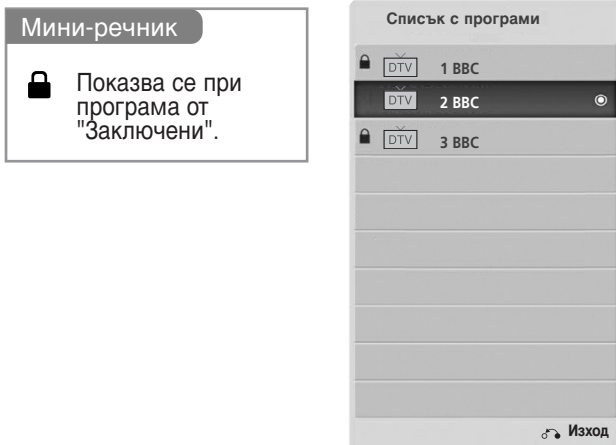 Мини-речник
Показва се при
програма от
"Заключени".
Списък с програми
DTV 1 BBC
DTV 2 BBC
DTV 3 BBC
Изход